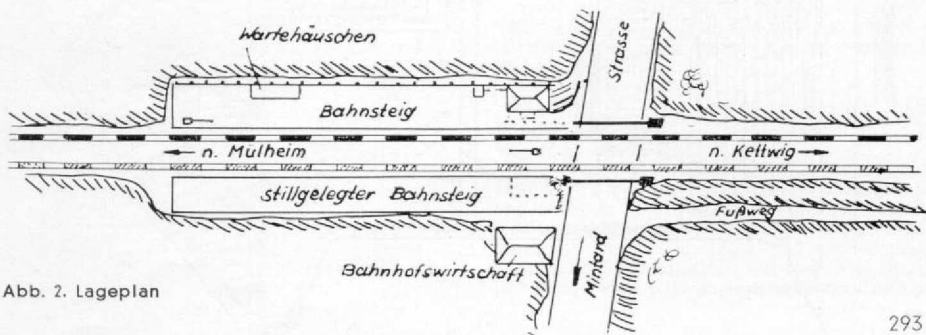 Wartehäuschen
Strasse
Bahnsteig
n. Mülheim
n. Kettwig
stillgelegter Bahnsteig
Fußweg
Bahnhofswirtschaft
Mintard
Abb. 2. Lageplan
293